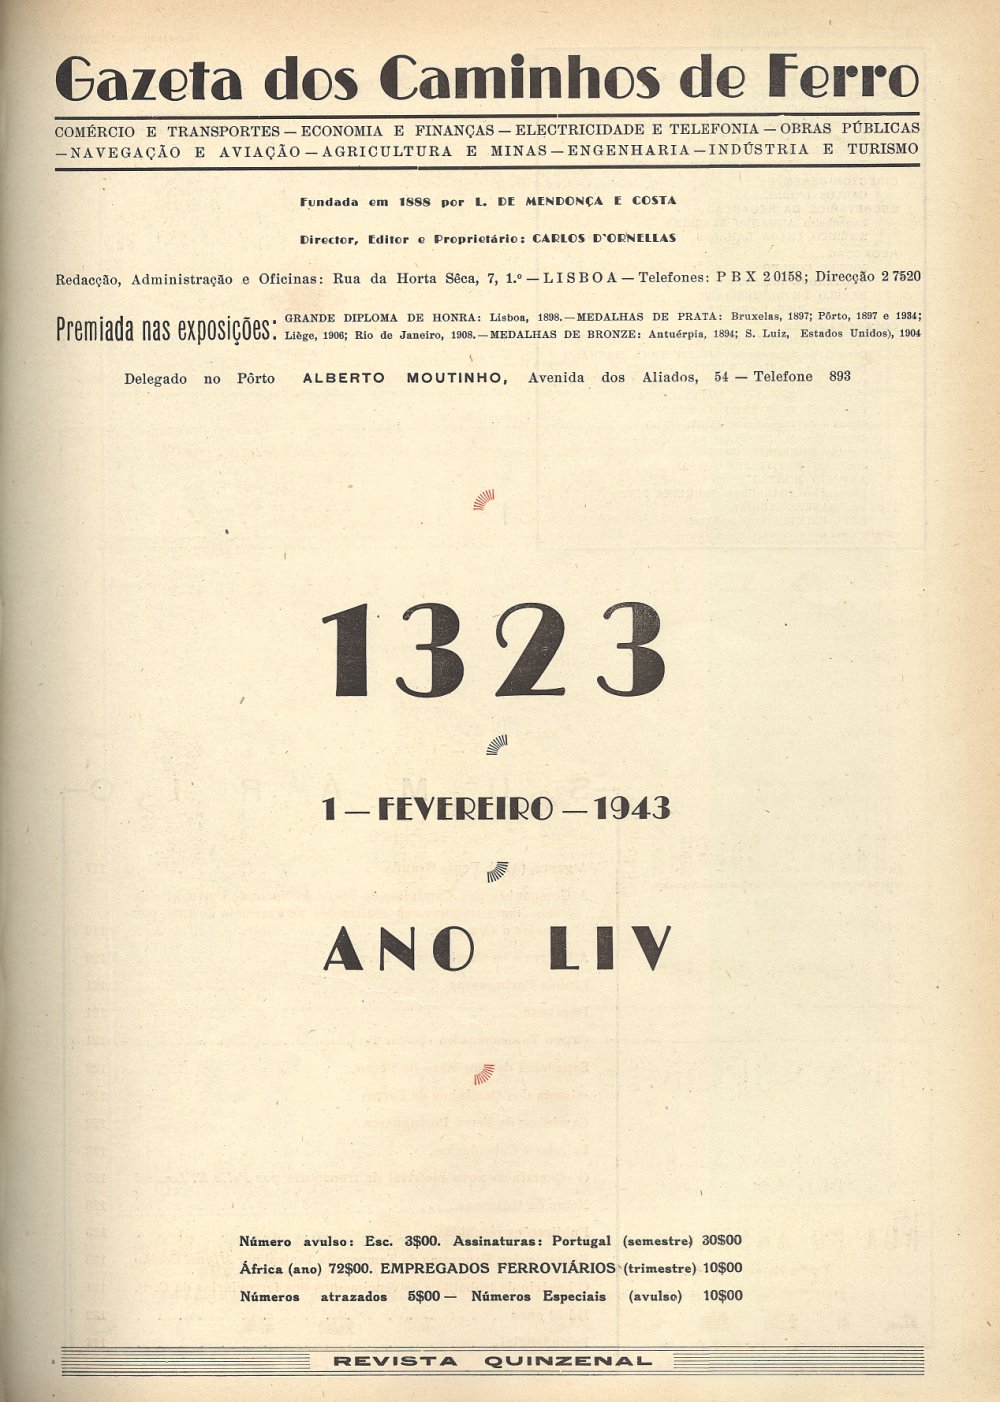 Gazeta dos Caminhos de Ferro
COMÉRCIO E TRANSPORTES — ECONOMIA E FINANÇAS — ELECTRICIDADE E TELEFONIA — OBRAS PÚBLICAS
— NAVEGAÇÃO E AVIAÇÃO — AGRICULTURA E MINAS — ENGENHARIA — INDÚSTRIA E TURISMO
Fundada em 1888 por L. DE MENDONÇA E COSTA
Director, Editor e Proprietário: CARLOS D'ORNELLAS
Redacção, Administração e Oficinas: Rua da Horta Sêca, 7, 1.º — LISBOA — Telefones: PBX 20158; Direcção 27520
Premiada nas exposições:
GRANDE DIPLOMA DE HONRA: Lisboa, 1898. — MEDALHAS DE PRATA: Bruxelas, 1897; Pôrto, 1897 e 1934;
Liège, 1906; Rio de Janeiro, 1908. — MEDALHAS DE BRONZE: Antuérpia, 1894; S. Luiz, Estados Unidos), 1904
Delegado no Pôrto ALBERTO MOUTINHO, Avenida dos Aliados, 54 — Telefone 893
1323
1 — FEVEREIRO — 1943
ANO LIV
Número avulso: Esc. 3$00. Assinaturas: Portugal (semestre) 30$00
África (ano) 72$00. EMPREGADOS FERROVIÁRIOS (trimestre) 10$00
Números atrazados 5$00 — Números Especiais (avulso) 10$00
REVISTA QUINZENAL